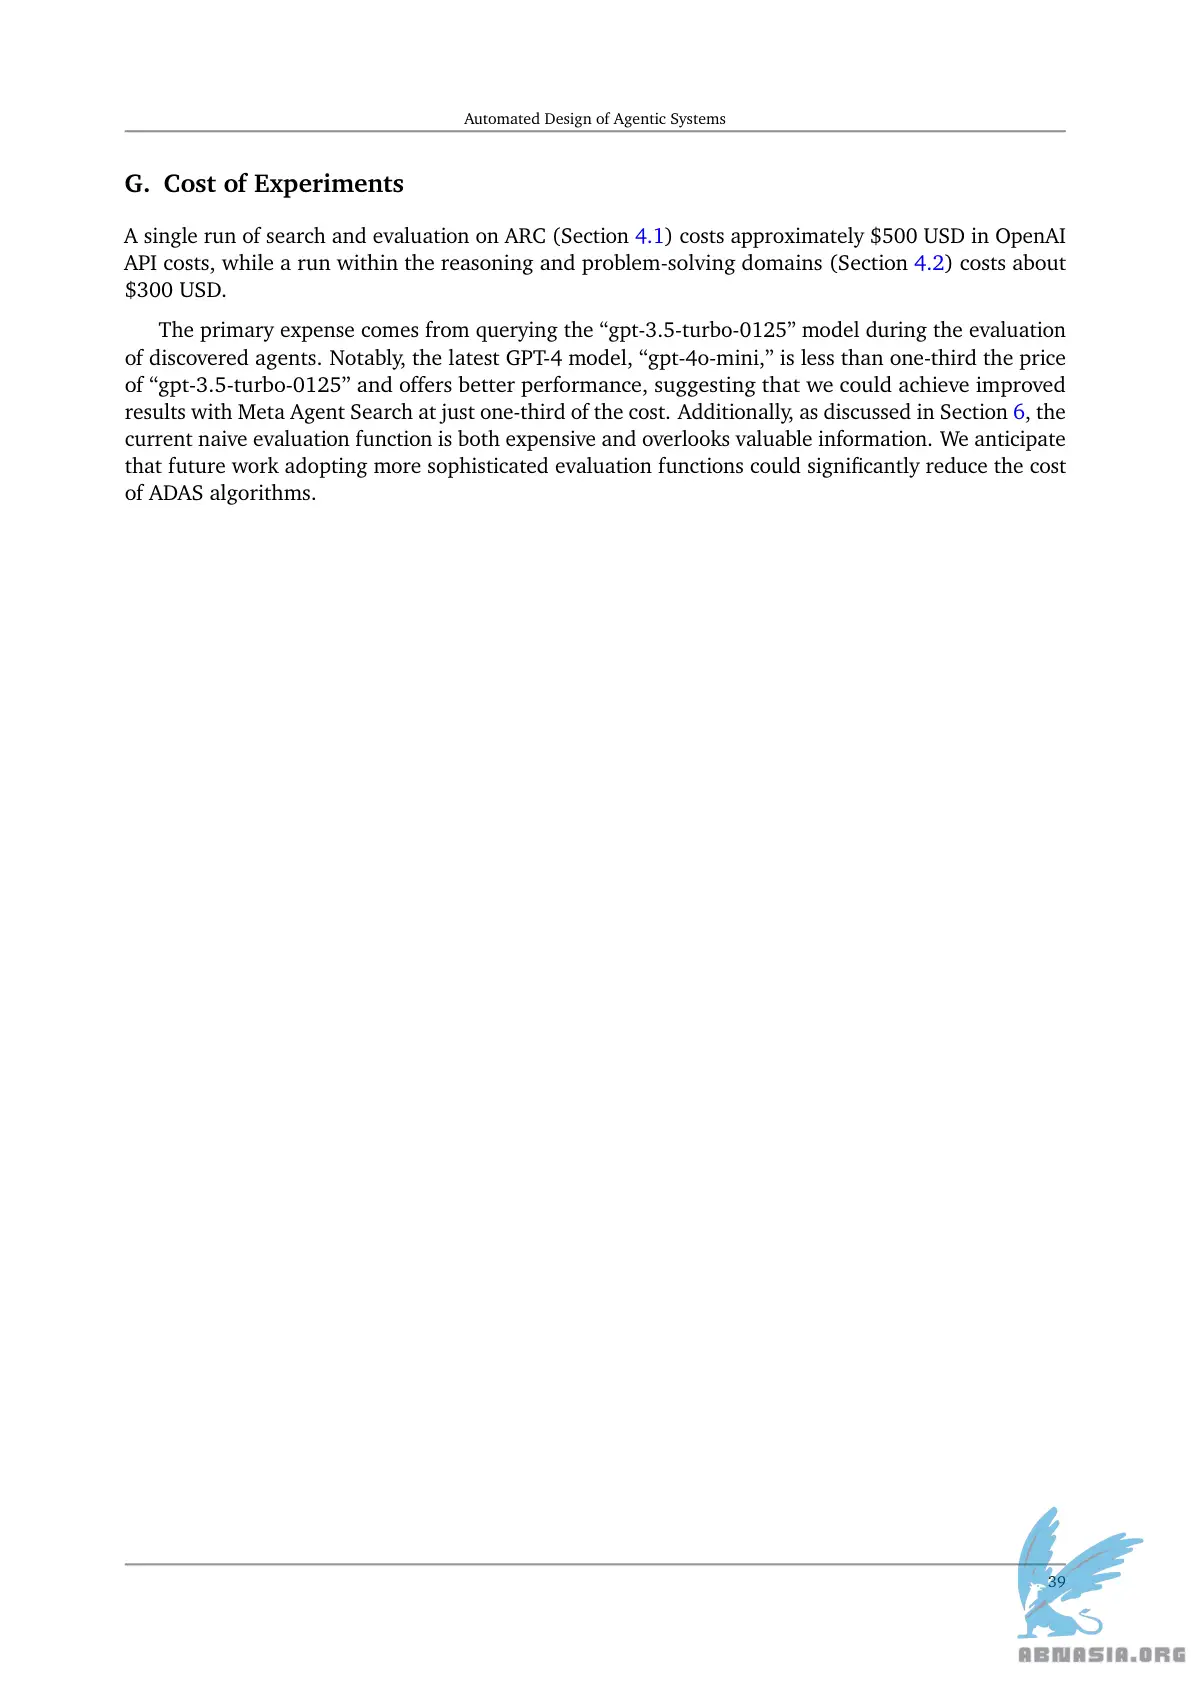 Automated Design of Agentic Systems
G. Cost of Experiments
A single run of search and evaluation on ARC (Section 4.1) costs approximately $500 USD in OpenAI
API costs, while a run within the reasoning and problem-solving domains (Section 4.2) costs about
$300 USD.
The primary expense comes from querying the “gpt-3.5-turbo-0125” model during the evaluation
of discovered agents. Notably, the latest GPT-4 model, “gpt-4o-mini,” is less than one-third the price
of “gpt-3.5-turbo-0125” and offers better performance, suggesting that we could achieve improved
results with Meta Agent Search at just one-third of the cost. Additionally, as discussed in Section 6, the
current naive evaluation function is both expensive and overlooks valuable information. We anticipate
that future work adopting more sophisticated evaluation functions could significantly reduce the cost
of ADAS algorithms.
39
ABNASIA.ORG